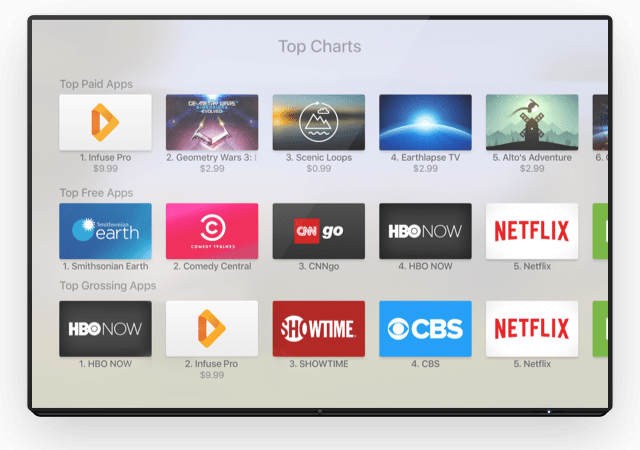 Top Charts
Top Paid Apps
GEOMETRY WARS
DIMENSIONS
EVOLVED
1. Infuse Pro
$9.99
2. Geometry Wars 3:
$2.99
3. Scenic Loops
$0.99
4. Earthlapse TV
$2.99
5. Alto's Adventure
$2.99
6.
Top Free Apps
Smithsonian
earth
COMEDY CENTRAL
CNN go
HBO NOW
NETFLIX
1. Smithsonian Earth
2. Comedy Central
3. CNNgo
4. HBO NOW
5. Netflix
Top Grossing Apps
HBO NOW
SHOWTIME
CBS
NETFLIX
1. HBO NOW
2. Infuse Pro
$9.99
3. SHOWTIME
4. CBS
5. Netflix